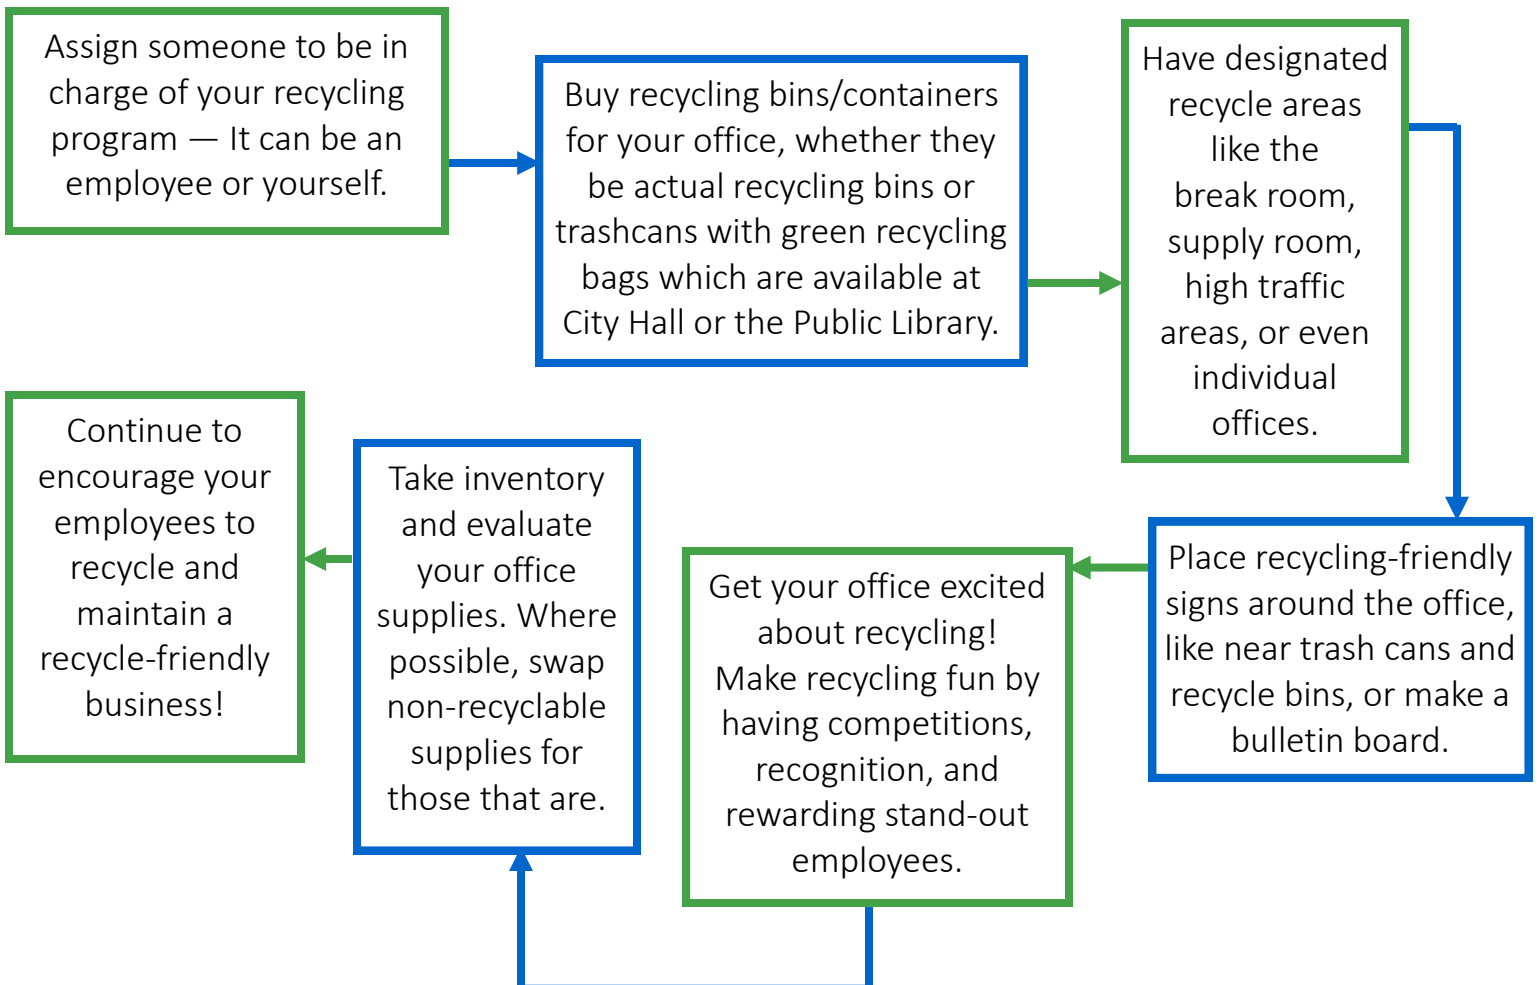 Assign someone to be in
charge of your recycling
program — It can be an
employee or yourself.
Buy recycling bins/containers
for your office, whether they
be actual recycling bins or
trashcans with green recycling
bags which are available at
City Hall or the Public Library.
Have designated
recycle areas
like the
break room,
supply room,
high traffic
areas, or even
individual
offices.
Place recycling-friendly
signs around the office,
like near trash cans and
recycle bins, or make a
bulletin board.
Get your office excited
about recycling!
Make recycling fun by
having competitions,
recognition, and
rewarding stand-out
employees.
Take inventory
and evaluate
your office
supplies. Where
possible, swap
non-recyclable
supplies for
those that are.
Continue to
encourage your
employees to
recycle and
maintain a
recycle-friendly
business!